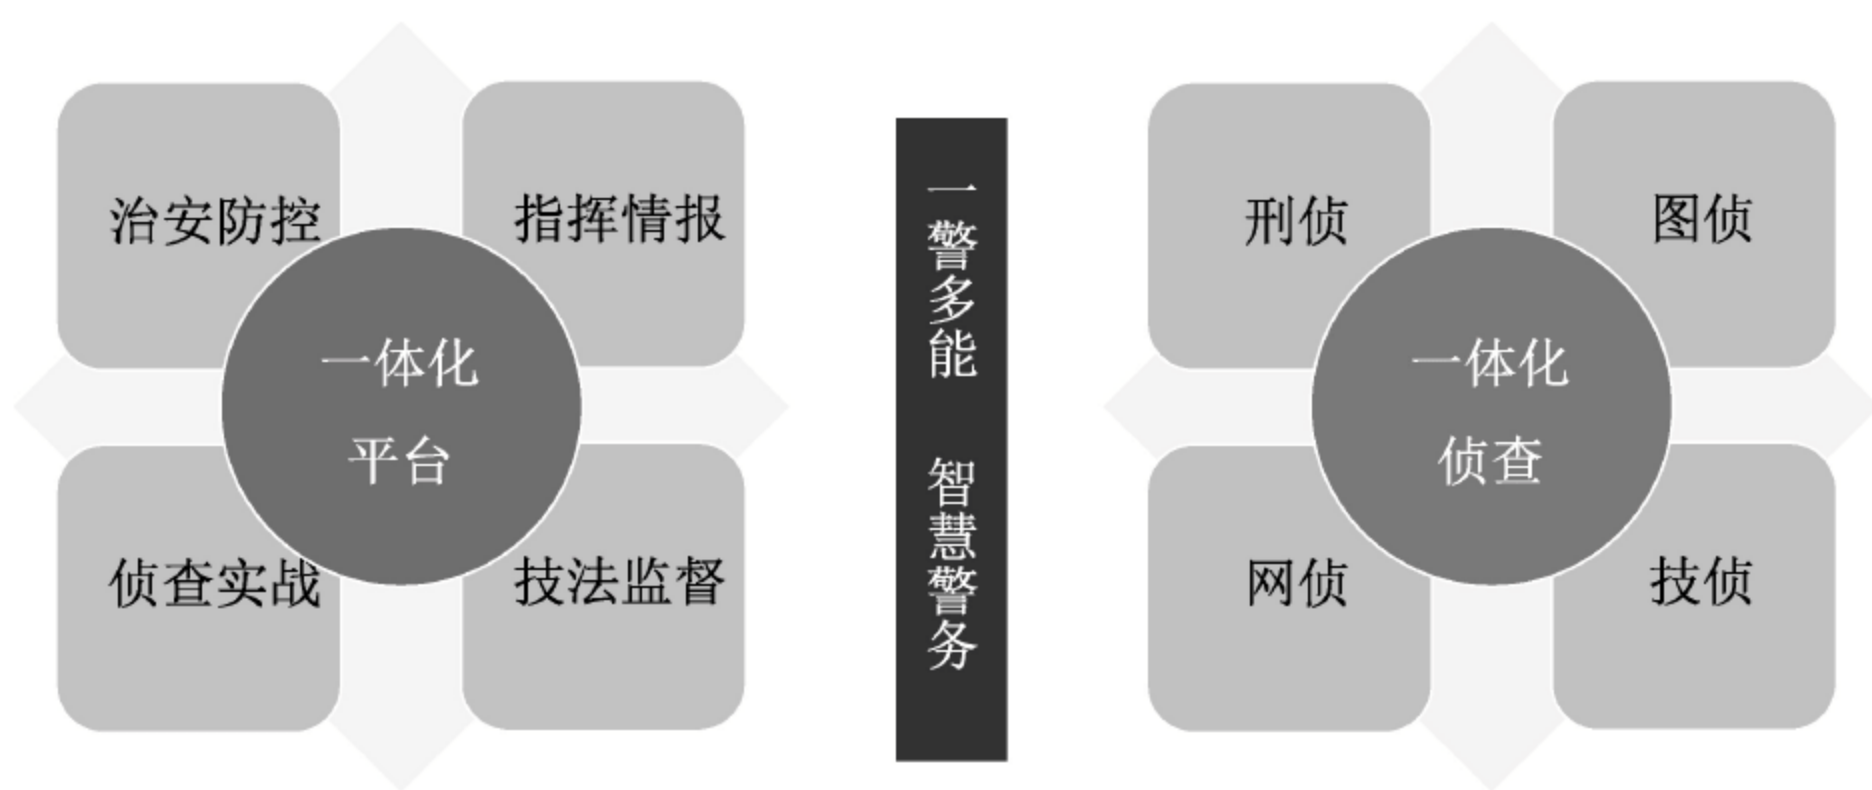 治安防控
指挥情报
一体化
平台
侦查实战
技法监督
一警多能 智慧警务
刑侦
图侦
一体化
侦查
网侦
技侦